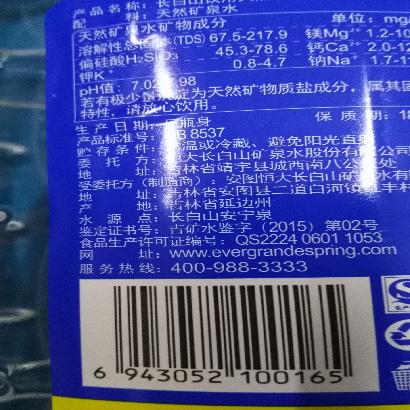 产品名称:长白山
配 料:天然矿泉水
天然矿泉水矿物成分 单位:mg
溶解性总固体(TDS) 67.5-217.9 镁Mg²⁺ 1.2-10
偏硅酸H₂SiO₃ 45.3-78.6 钙Ca²⁺ 2.0-12
钾K⁺ 0.8-4.7 钠Na⁺ 1.7-1
pH值: 7.02 98
若有极少量 为天然矿物质盐成分,属其固
特性,请放心饮用。
生产日期: 瓶身 保质期:18
产品标准号: GB 8537
贮存条件: 温或冷藏、避免阳光直
委托方: 大长白山矿泉水股份有限公司
地 址: 吉林省靖宇县城西南八公里处
受委托方(制造商):安图恒大长白山矿泉水有
地 址:吉林省安图县二道白河镇 丰村
产 地:吉林省延边州
水源点:长白山安宁泉
鉴定证书号:吉矿水鉴字(2015)第02号
食品生产许可证编号:QS2224 0601 1053
网 址:www.evergrandespring.com
服务热线:400-988-3333
6 943052 100165